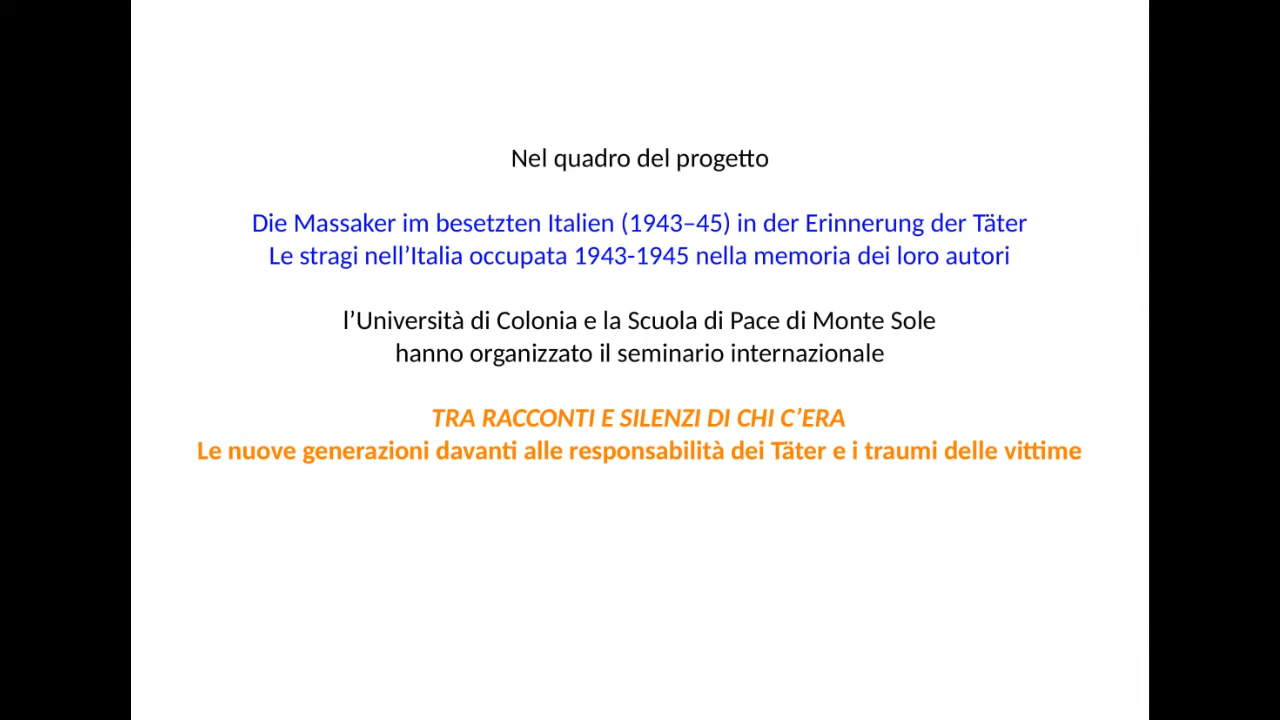 Nel quadro del progetto
Die Massaker im besetzten Italien (1943–45) in der Erinnerung der Täter
Le stragi nell’Italia occupata 1943-1945 nella memoria dei loro autori
l’Università di Colonia e la Scuola di Pace di Monte Sole
hanno organizzato il seminario internazionale
TRA RACCONTI E SILENZI DI CHI C’ERA
Le nuove generazioni davanti alle responsabilità dei Täter e i traumi delle vittime